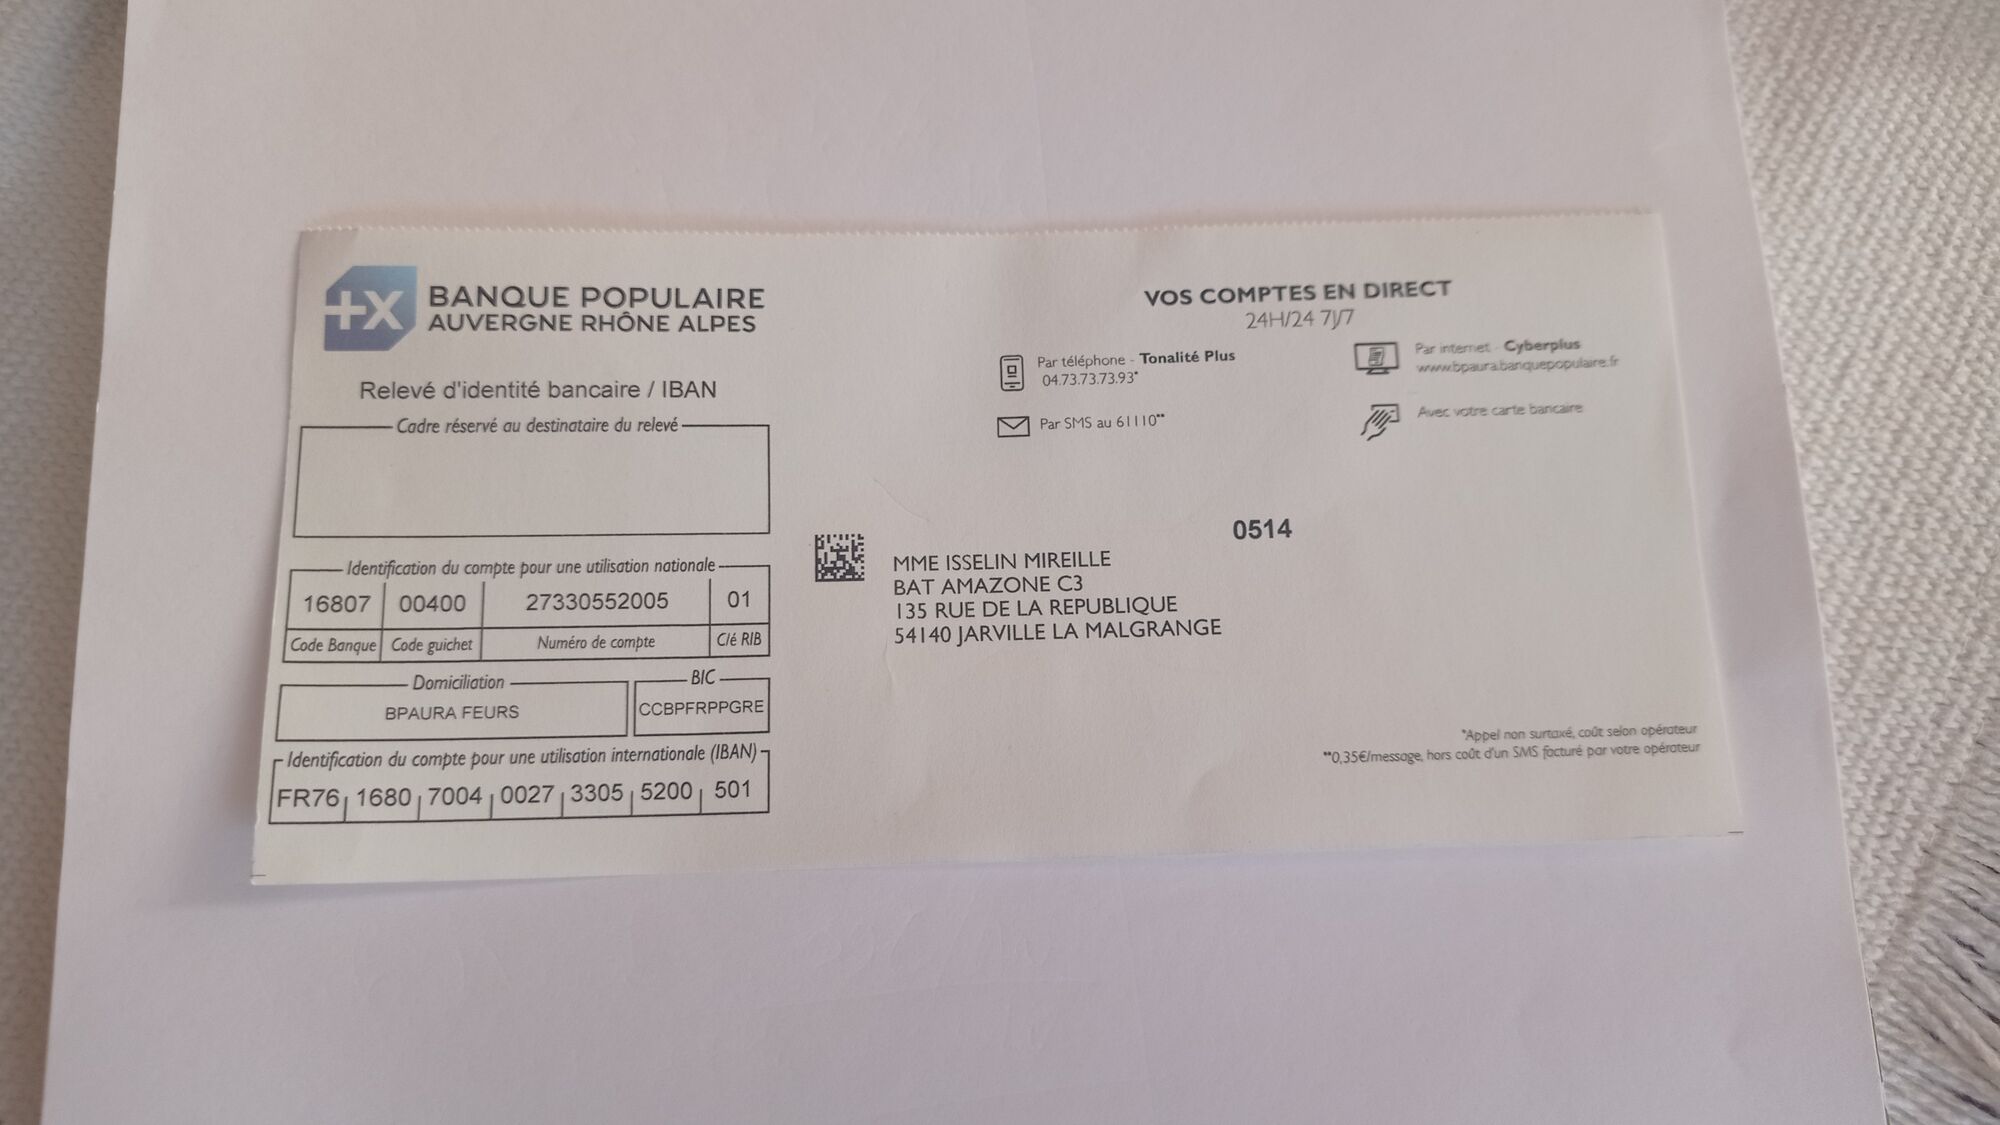 BANQUE POPULAIRE
AUVERGNE RHÔNE ALPES
Relevé d'identité bancaire / IBAN
Cadre réservé au destinataire du relevé
Identification du compte pour une utilisation nationale
16807 00400 27330552005 01
Code Banque Code guichet Numéro de compte Clé RIB
Domiciliation
BPAURA FEURS
BIC
CCBPFRPPGRE
Identification du compte pour une utilisation internationale (IBAN)
FR76 1680 7004 0027 3305 5200 501
VOS COMPTES EN DIRECT
24H/24 7J/7
Par téléphone - Tonalité Plus
04.73.73.73.93*
Par internet - Cyberplus
www.bpaura.banquepopulaire.fr
Par SMS au 61110**
Avec votre carte bancaire
0514
MME ISSELIN MIREILLE
BAT AMAZONE C3
135 RUE DE LA REPUBLIQUE
54140 JARVILLE LA MALGRANGE
*Appel non surtaxé, coût selon opérateur
**0,35€/message, hors coût d'un SMS facturé par votre opérateur